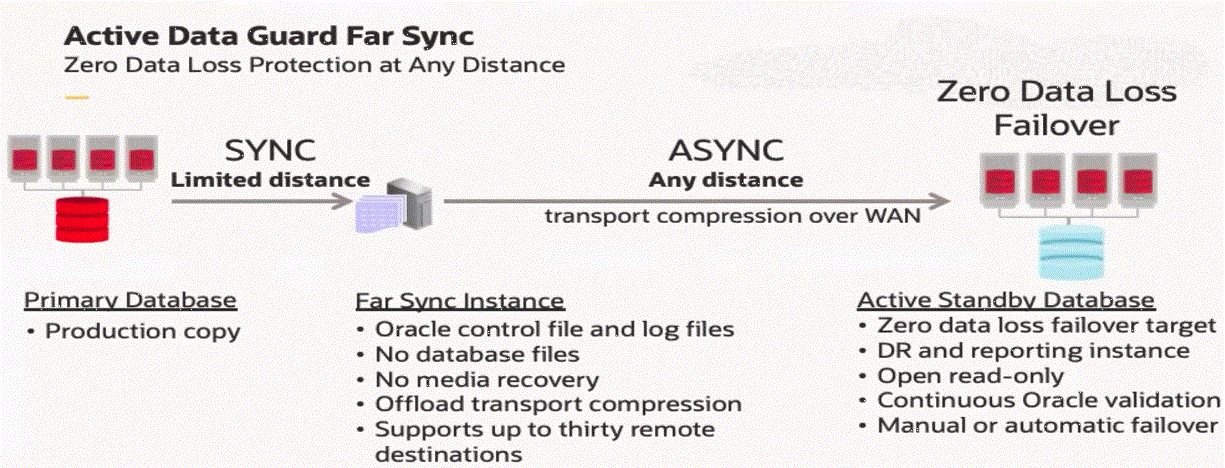 Active Data Guard Far Sync
Zero Data Loss Protection at Any Distance
Zero Data Loss
Failover
SYNC
Limited distance
ASYNC
Any distance
transport compression over WAN
Primary Database
• Production copy
Far Sync Instance
• Oracle control file and log files
• No database files
• No media recovery
• Offload transport compression
• Supports up to thirty remote
destinations
Active Standby Database
• Zero data loss failover target
• DR and reporting instance
• Open read-only
• Continuous Oracle validation
• Manual or automatic failover